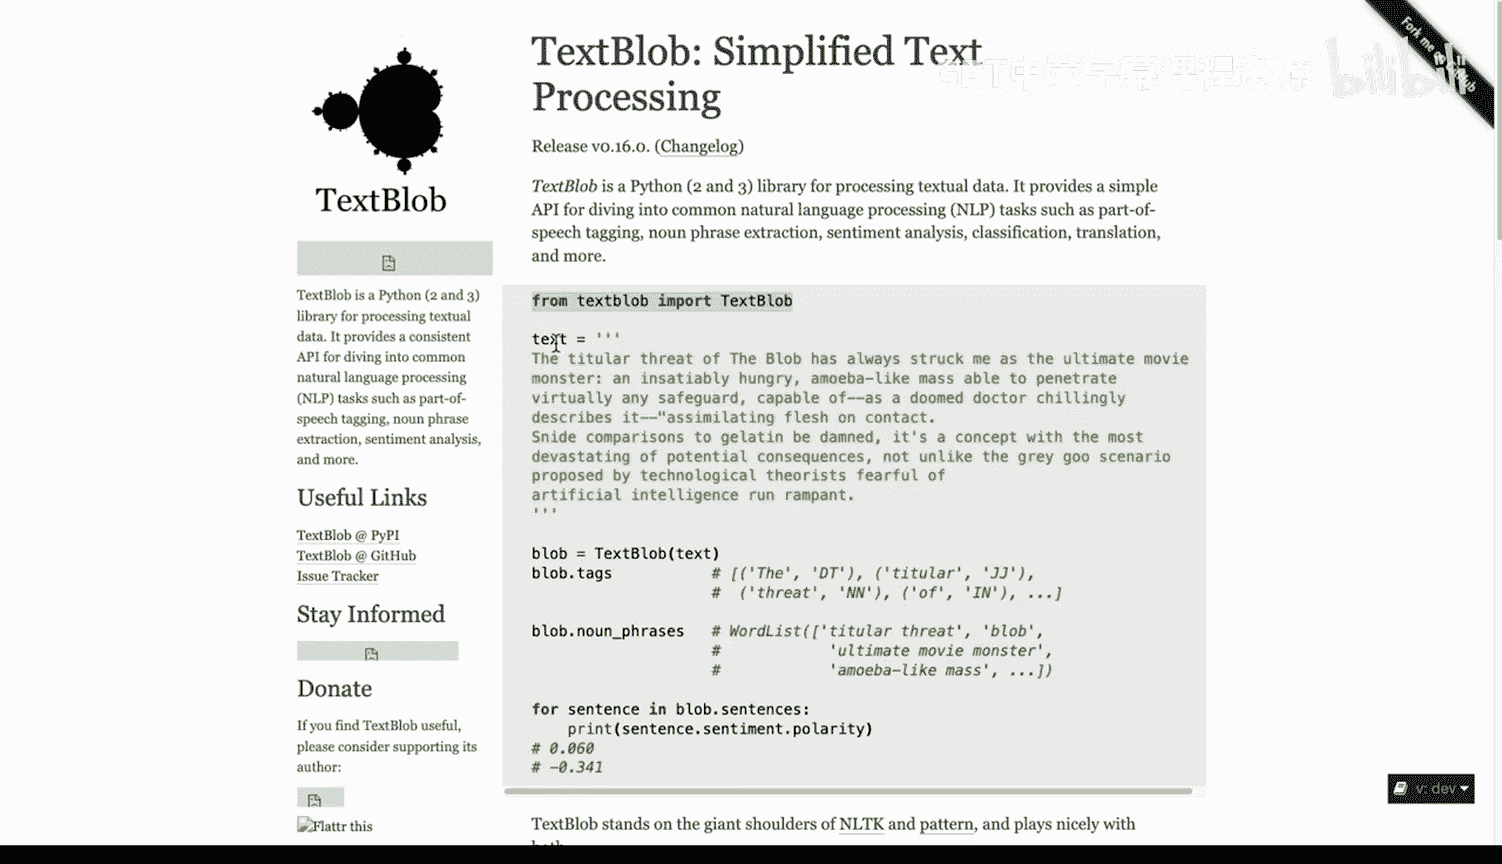 TextBlob
TextBlob is a Python (2 and 3)
library for processing textual
data. It provides a consistent
API for diving into common
natural language processing
(NLP) tasks such as part-of-
speech tagging, noun phrase
extraction, sentiment analysis,
and more.
Useful Links
TextBlob @ PyPI
TextBlob @ GitHub
Issue Tracker
Stay Informed
Donate
If you find TextBlob useful,
please consider supporting its
author:
Flattr this
TextBlob: Simplified Text
Processing
Release v0.16.0. (Changelog)
TextBlob is a Python (2 and 3) library for processing textual data. It provides a simple
API for diving into common natural language processing (NLP) tasks such as part-of-
speech tagging, noun phrase extraction, sentiment analysis, classification, translation,
and more.
from textblob import TextBlob
text = '''
The titular threat of The Blob has always struck me as the ultimate movie
monster: an insatiably hungry, amoeba-like mass able to penetrate
virtually any safeguard, capable of--as a doomed doctor chillingly
describes it--"assimilating flesh on contact.
Snide comparisons to gelatin be damned, it's a concept with the most
devastating of potential consequences, not unlike the grey goo scenario
proposed by technological theorists fearful of
artificial intelligence run rampant.
'''
blob = TextBlob(text)
blob.tags # [('The', 'DT'), ('titular', 'JJ'),
# ('threat', 'NN'), ('of', 'IN'), ...]
blob.noun_phrases # WordList(['titular threat', 'blob',
# 'ultimate movie monster',
# 'amoeba-like mass', ...])
for sentence in blob.sentences:
print(sentence.sentiment.polarity)
# 0.060
# -0.341
TextBlob stands on the giant shoulders of NLTK and pattern, and plays nicely with
Fork me
bilibili
v: dev